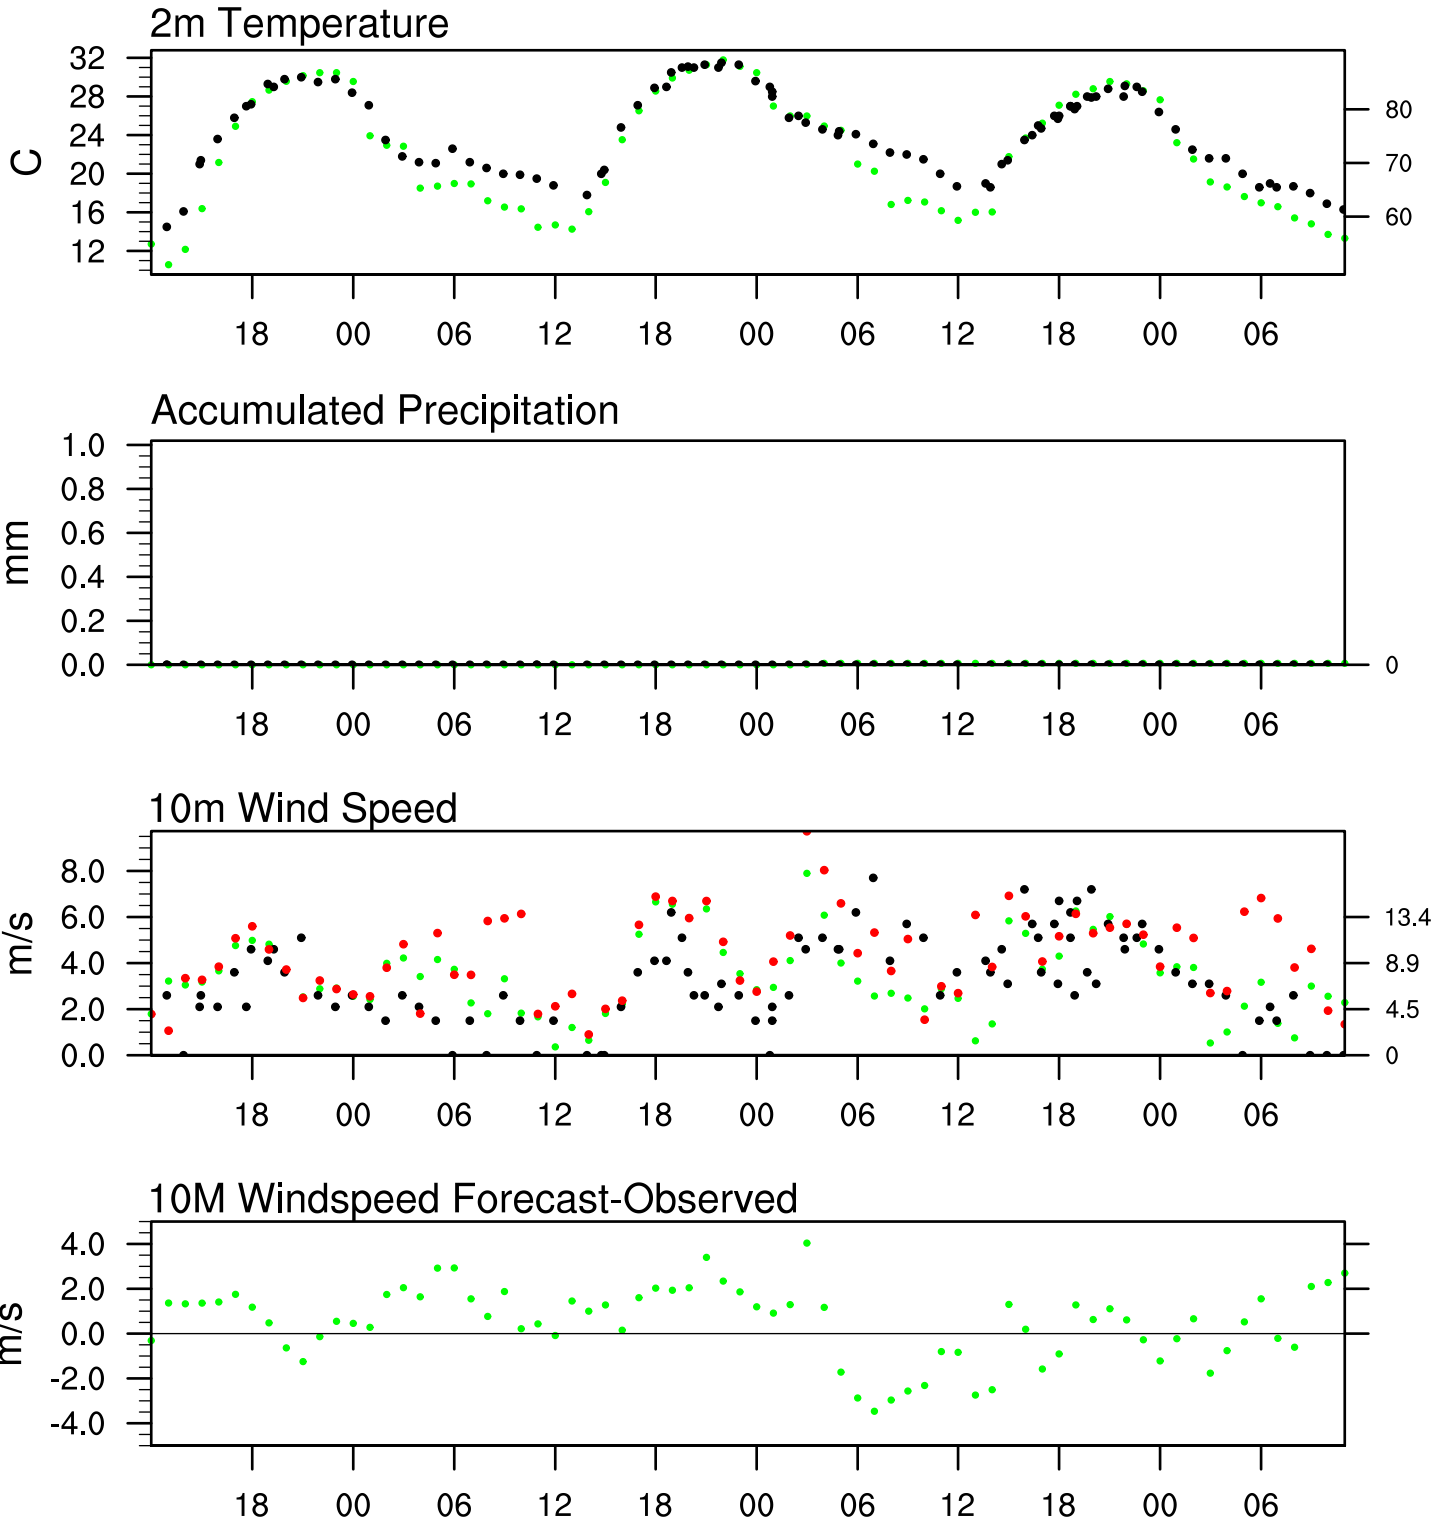 2m Temperature
32
28
24
20
16
12
C
80
70
60
18 00 06 12 18 00 06 12 18 00 06
Accumulated Precipitation
1.0
0.8
0.6
0.4
0.2
0.0
mm
0
18 00 06 12 18 00 06 12 18 00 06
10m Wind Speed
8.0
6.0
4.0
2.0
0.0
m/s
13.4
8.9
4.5
0
18 00 06 12 18 00 06 12 18 00 06
10M Windspeed Forecast-Observed
4.0
2.0
0.0
-2.0
-4.0
m/s
18 00 06 12 18 00 06 12 18 00 06